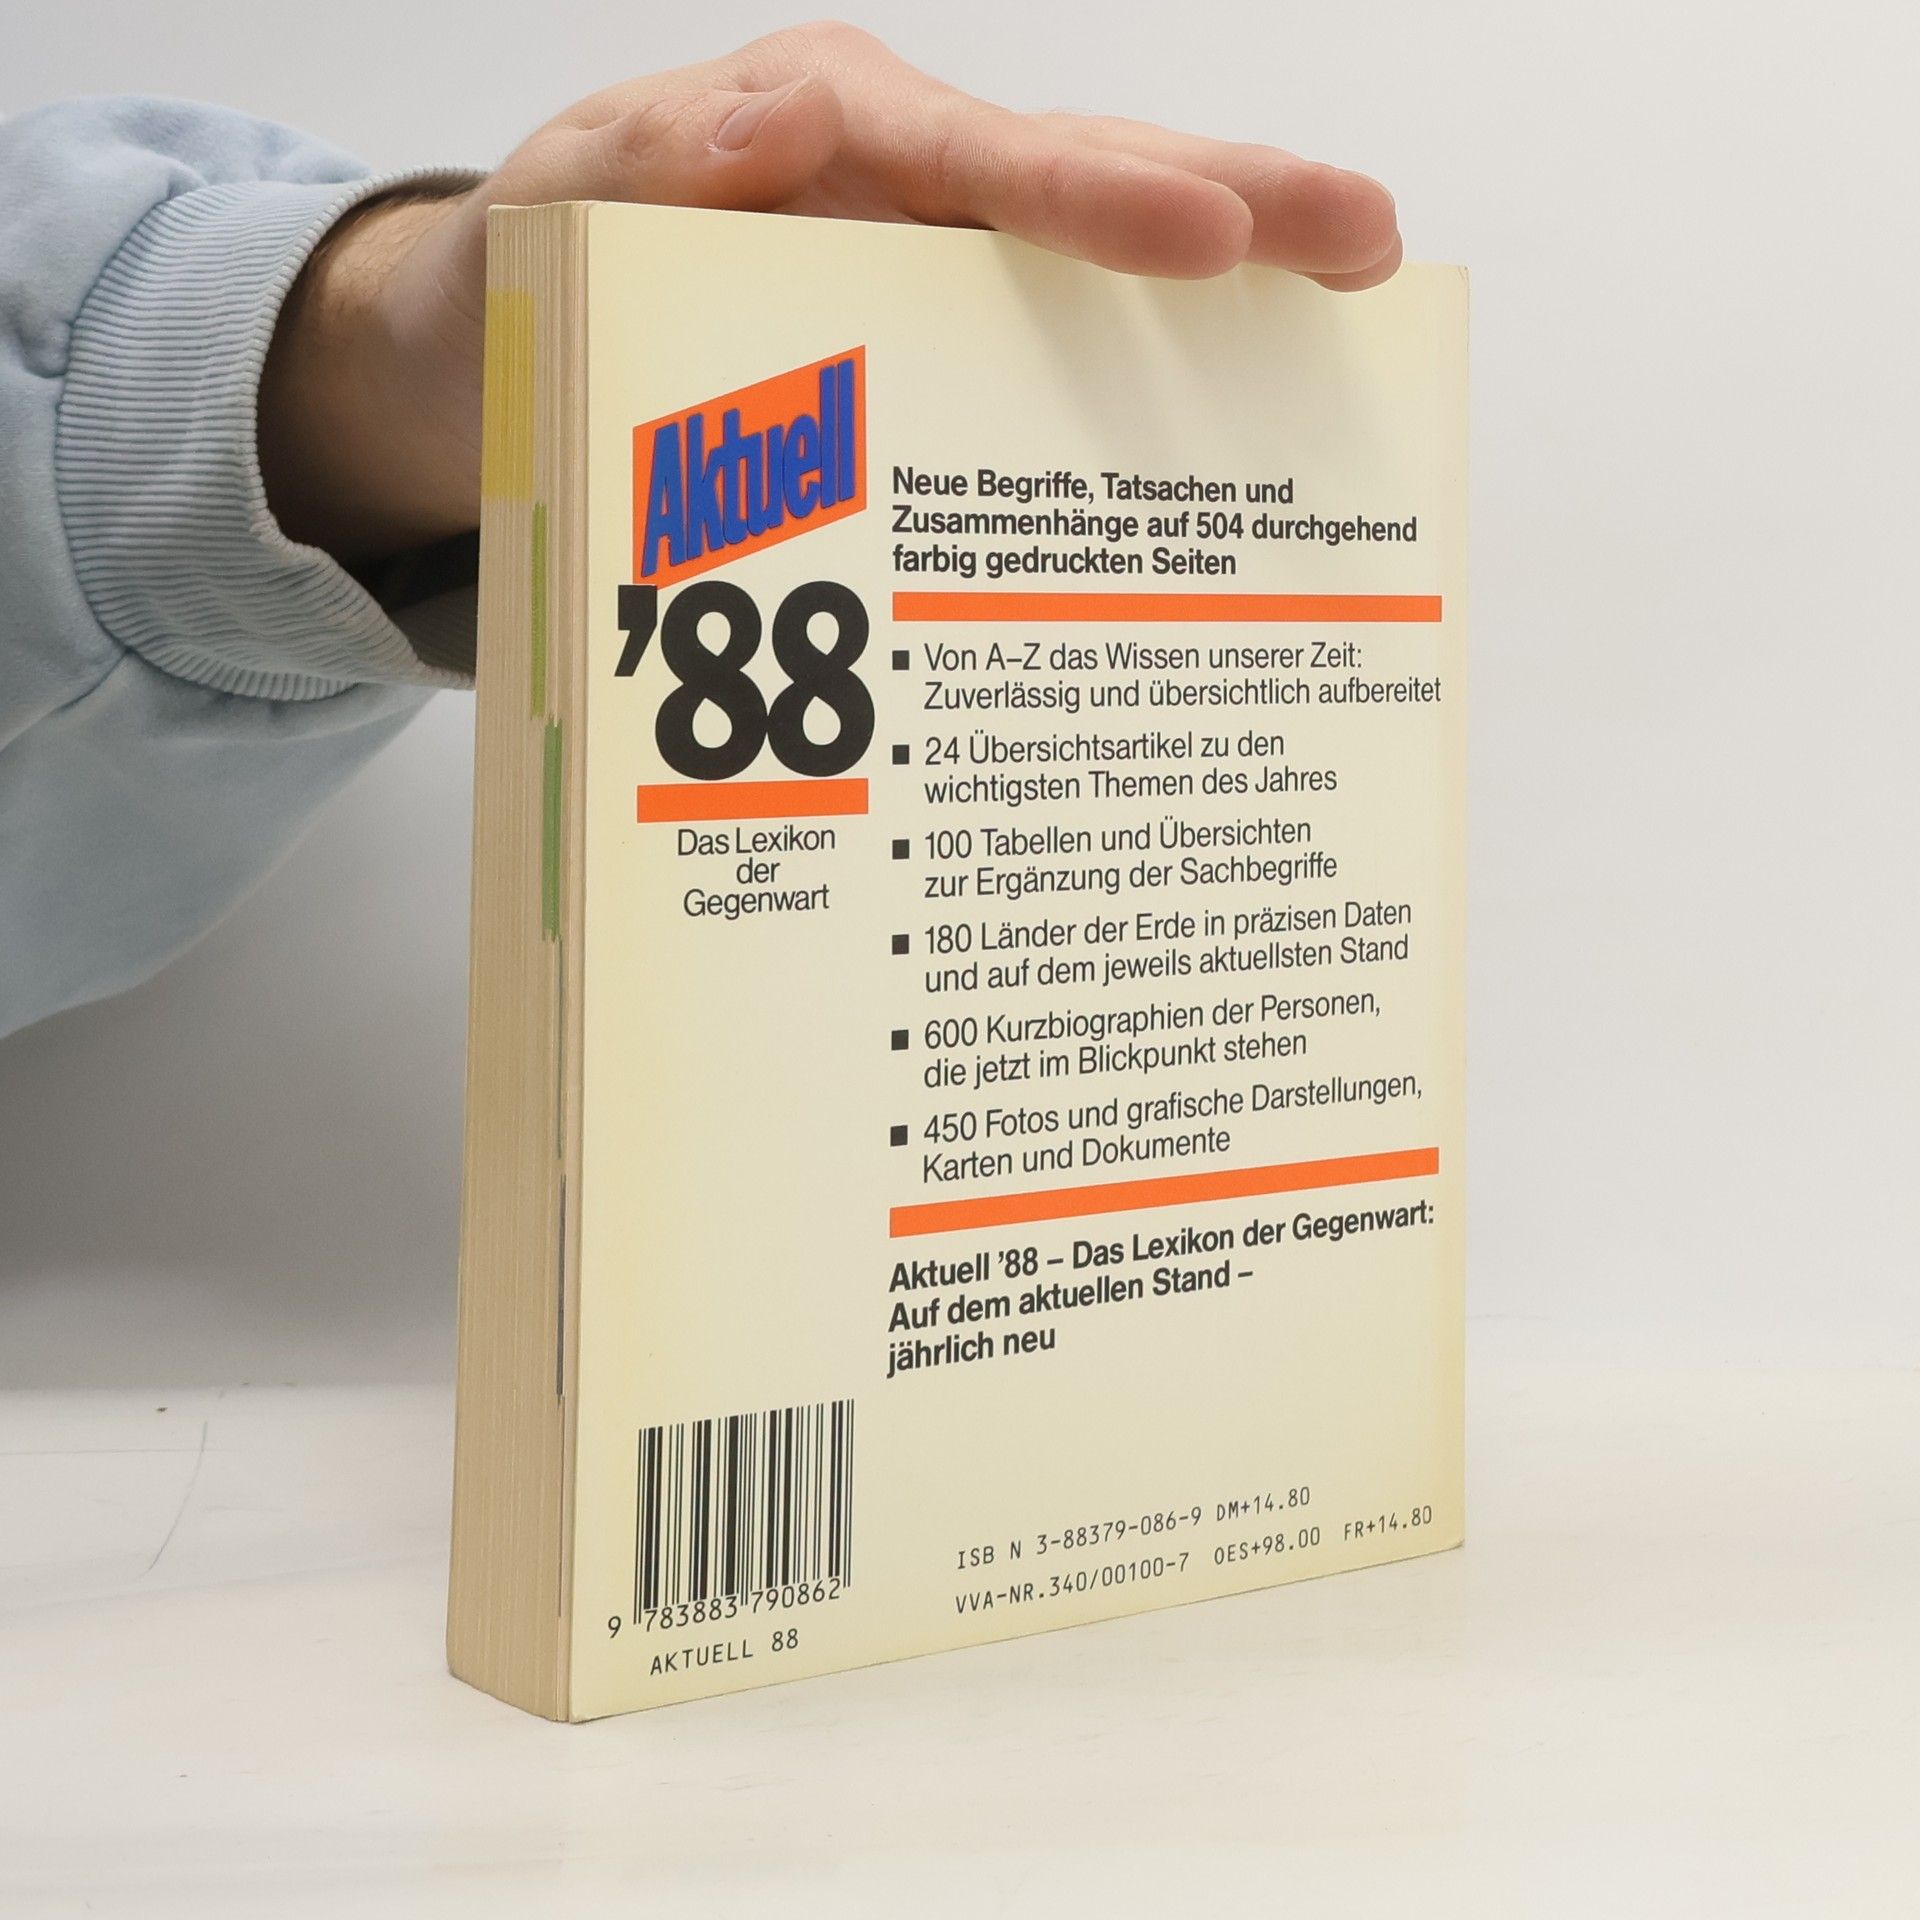 Aktuell
’88
Das Lexikon
der
Gegenwart
Neue Begriffe, Tatsachen und
Zusammenhänge auf 504 durchgehend
farbig gedruckten Seiten
■ Von A–Z das Wissen unserer Zeit:
Zuverlässig und übersichtlich aufbereitet
■ 24 Übersichtsartikel zu den
wichtigsten Themen des Jahres
■ 100 Tabellen und Übersichten
zur Ergänzung der Sachbegriffe
■ 180 Länder der Erde in präzisen Daten
und auf dem jeweils aktuellsten Stand
■ 600 Kurzbiographien der Personen,
die jetzt im Blickpunkt stehen
■ 450 Fotos und grafische Darstellungen,
Karten und Dokumente
Aktuell ’88 – Das Lexikon der Gegenwart:
Auf dem aktuellen Stand –
jährlich neu
9 783883 790862
AKTUELL 88
ISB N 3-88379-086-9 DM+14.80
VVA-NR.340/00100-7 OES+98.00 FR+14.80